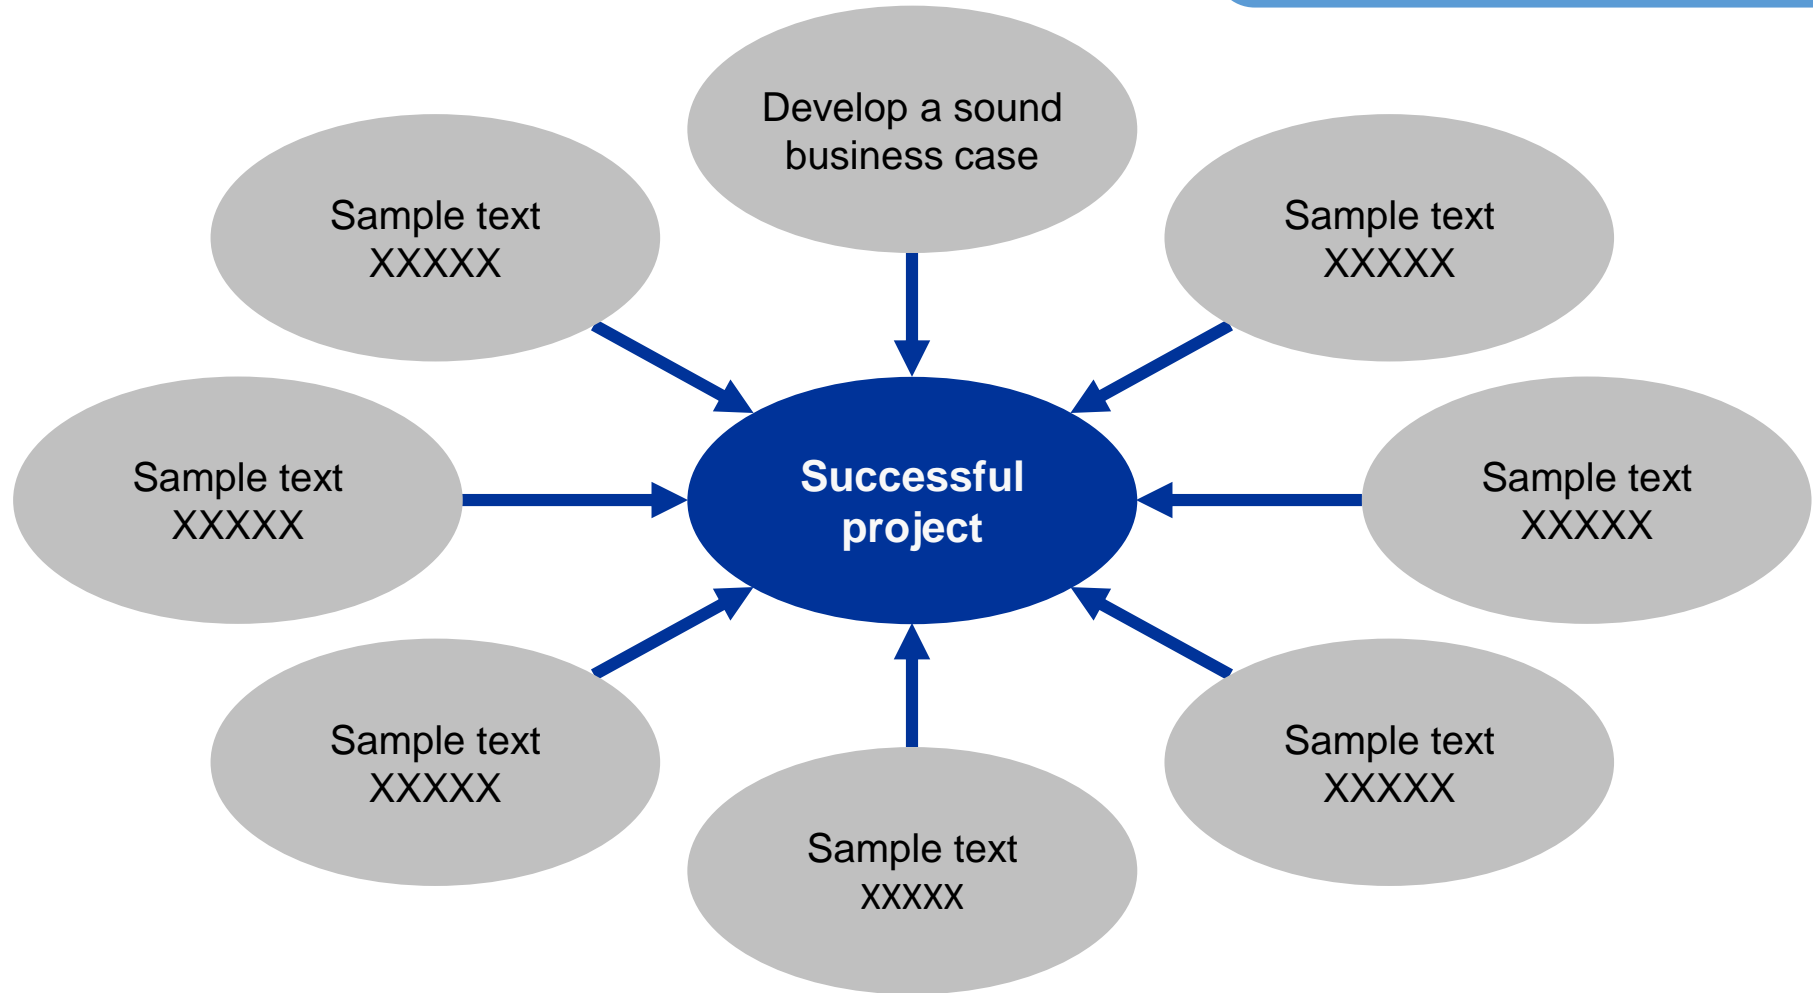 Develop a sound
business case
Sample text
XXXXX
Sample text
XXXXX
Sample text
XXXXX
Successful
project
Sample text
XXXXX
Sample text
XXXXX
Sample text
XXXXX
Sample text
XXXXX